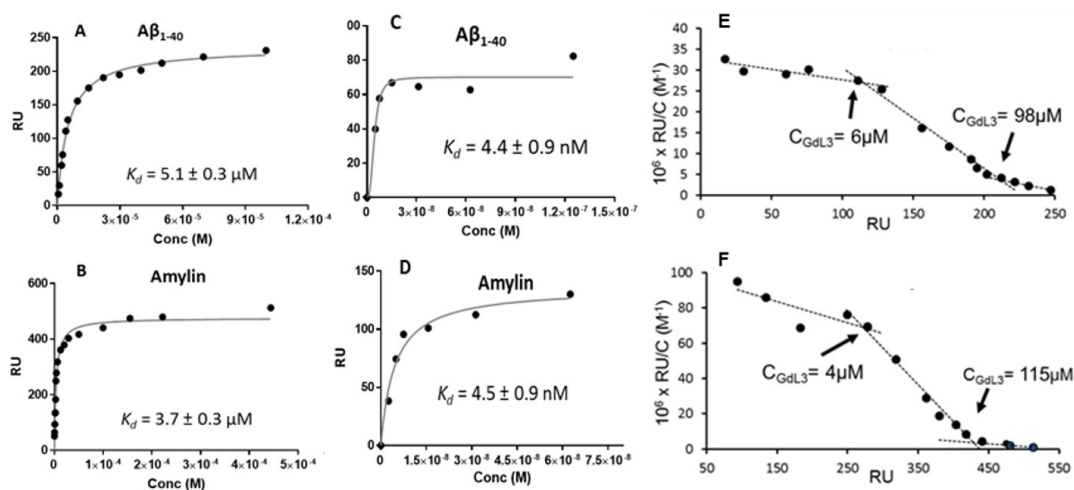 A
Aβ1-40
250
200
150
100
50
0
RU
Kd = 5.1 ± 0.3 µM
0
3×10-5
6×10-5
9×10-5
1.2×10-4
Conc (M)
C
Aβ1-40
00
80
60
40
20
0
Kd = 4.4 ± 0.9 nM
0
3×10-8
6×10-8
9×10-8
1.2×10-7
1.5×10-7
Conc (M)
E
40
35
30
25
20
15
10
5
0
10⁶ x RU/C (M⁻¹)
CGdL3= 6µM
CGdL3= 98µM
0
50
100
150
200
250
RU
B
Amylin
600
400
200
0
RU
Kd = 3.7 ± 0.3 µM
0
1×10-4
2×10-4
3×10-4
4×10-4
5×10-4
Conc (M)
D
Amylin
150
100
50
0
RU
Kd = 4.5 ± 0.9 nM
0
1.5×10-8
3×10-8
4.5×10-8
6×10-8
7.5×10-8
Conc (M)
F
100
80
60
40
20
0
10⁶ x RU/C (M⁻¹)
CGdL3= 4µM
CGdL3= 115µM
50
150
250
350
450
550
RU